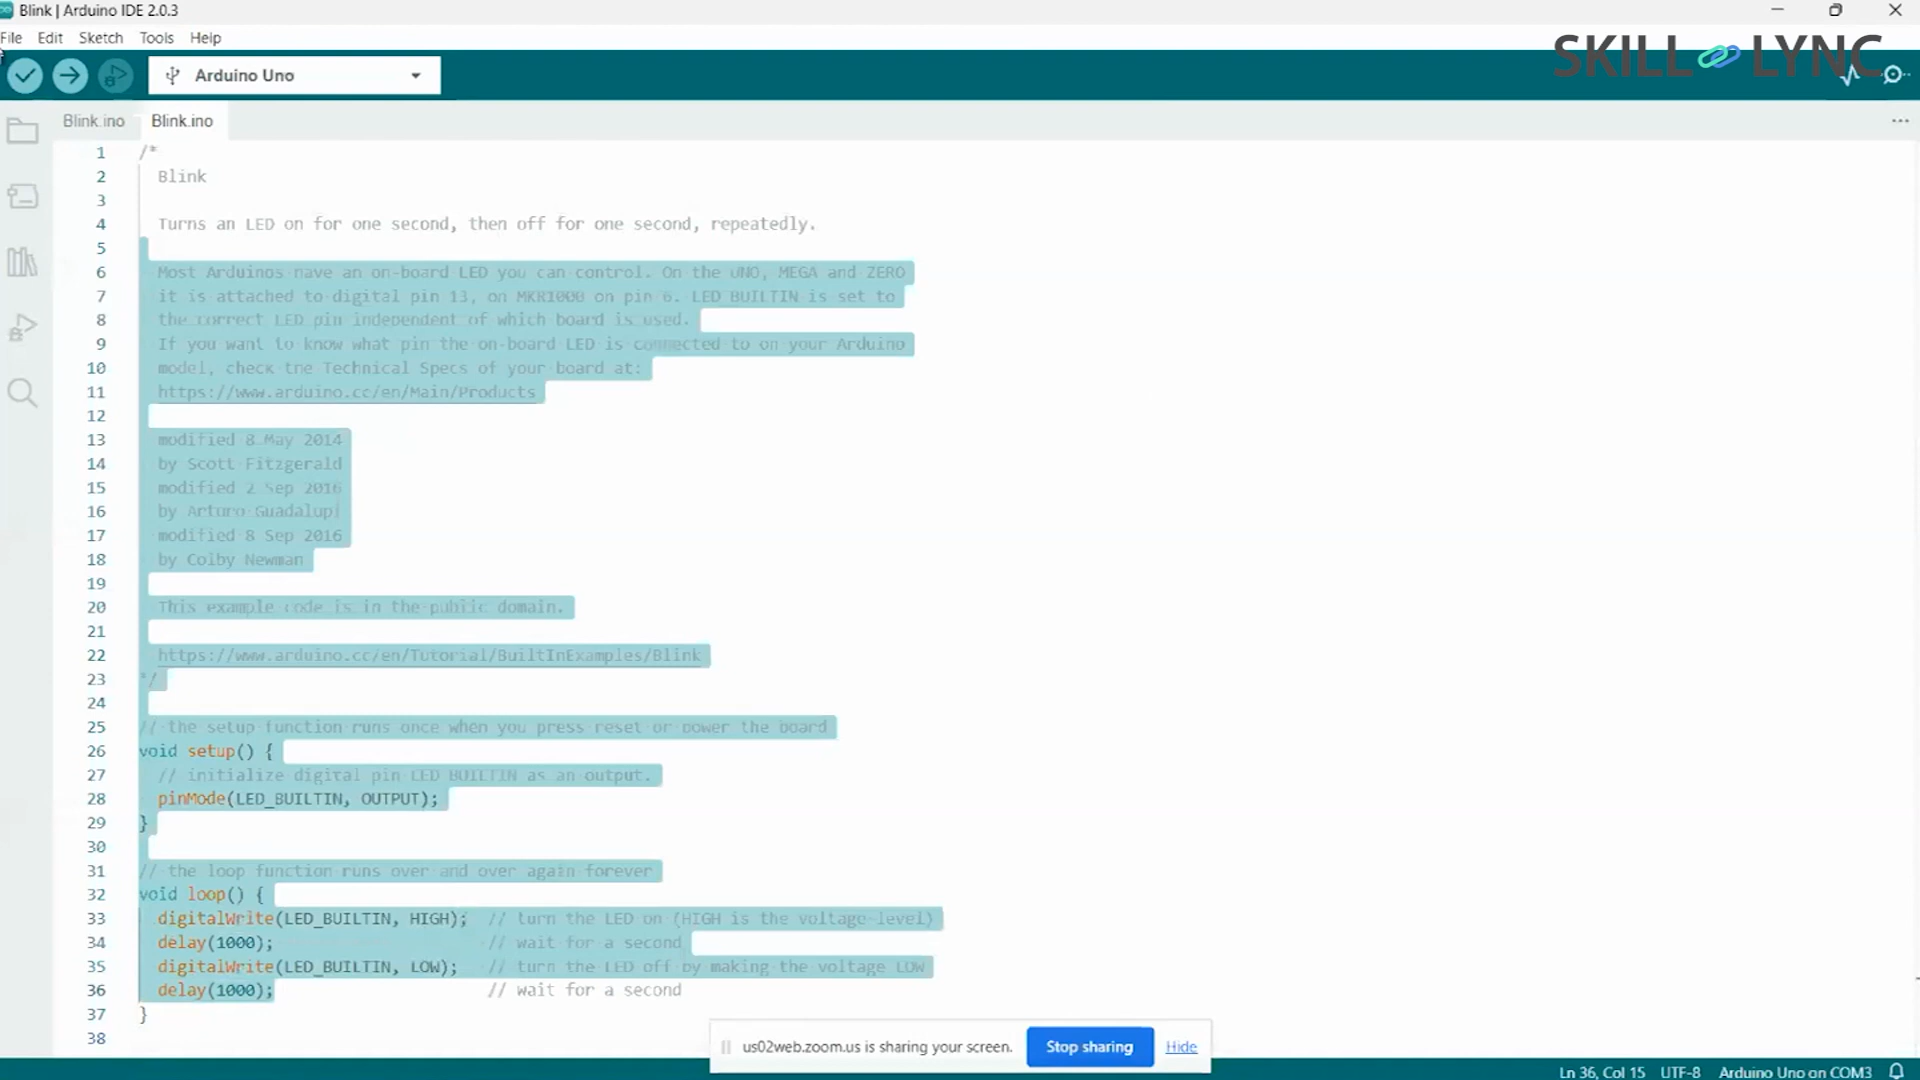 Blink | Arduino IDE 2.0.3
File Edit Sketch Tools Help
SKILL LYNC
Arduino Uno
Blink.ino Blink.ino
1 /*
2 Blink
3
4 Turns an LED on for one second, then off for one second, repeatedly.
5
6 Most Arduinos have an on-board LED you can control. On the UNO, MEGA and ZERO
7 it is attached to digital pin 13, on MKR1000 on pin 6. LED_BUILTIN is set to
8 the correct LED pin independent of which board is used.
9 If you want to know what pin the on-board LED is connected to on your Arduino
10 model, check the Technical Specs of your board at:
11 https://www.arduino.cc/en/Main/Products
12
13 modified 8 May 2014
14 by Scott Fitzgerald
15 modified 2 Sep 2016
16 by Arturo Guadalupi
17 modified 8 Sep 2016
18 by Colby Newman
19
20 This example code is in the public domain.
21
22 https://www.arduino.cc/en/Tutorial/BuiltInExamples/Blink
23 */
24
25 // the setup function runs once when you press reset or power the board
26 void setup() {
27 // initialize digital pin LED_BUILTIN as an output.
28 pinMode(LED_BUILTIN, OUTPUT);
29 }
30
31 // the loop function runs over and over again forever
32 void loop() {
33 digitalWrite(LED_BUILTIN, HIGH); // turn the LED on (HIGH is the voltage level)
34 delay(1000); // wait for a second
35 digitalWrite(LED_BUILTIN, LOW); // turn the LED off by making the voltage LOW
36 delay(1000); // wait for a second
37 }
38
us02web.zoom.us is sharing your screen. Stop sharing Hide
Ln 36, Col 15 UTF-8 Arduino Uno on COM3